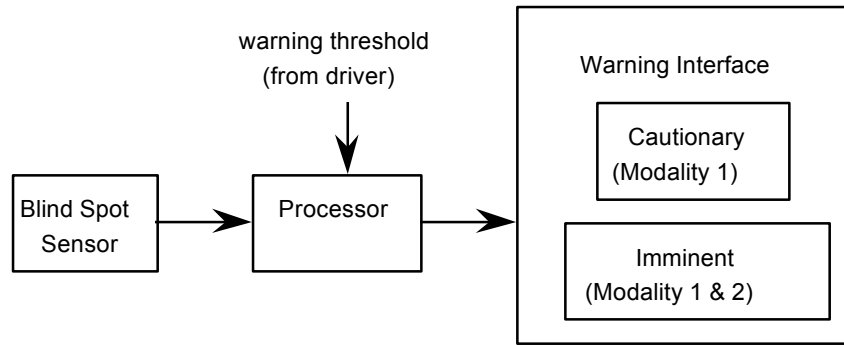 warning threshold
(from driver)
Warning Interface
Cautionary
(Modality 1)
Blind Spot
Sensor
Processor
Imminent
(Modality 1 & 2)